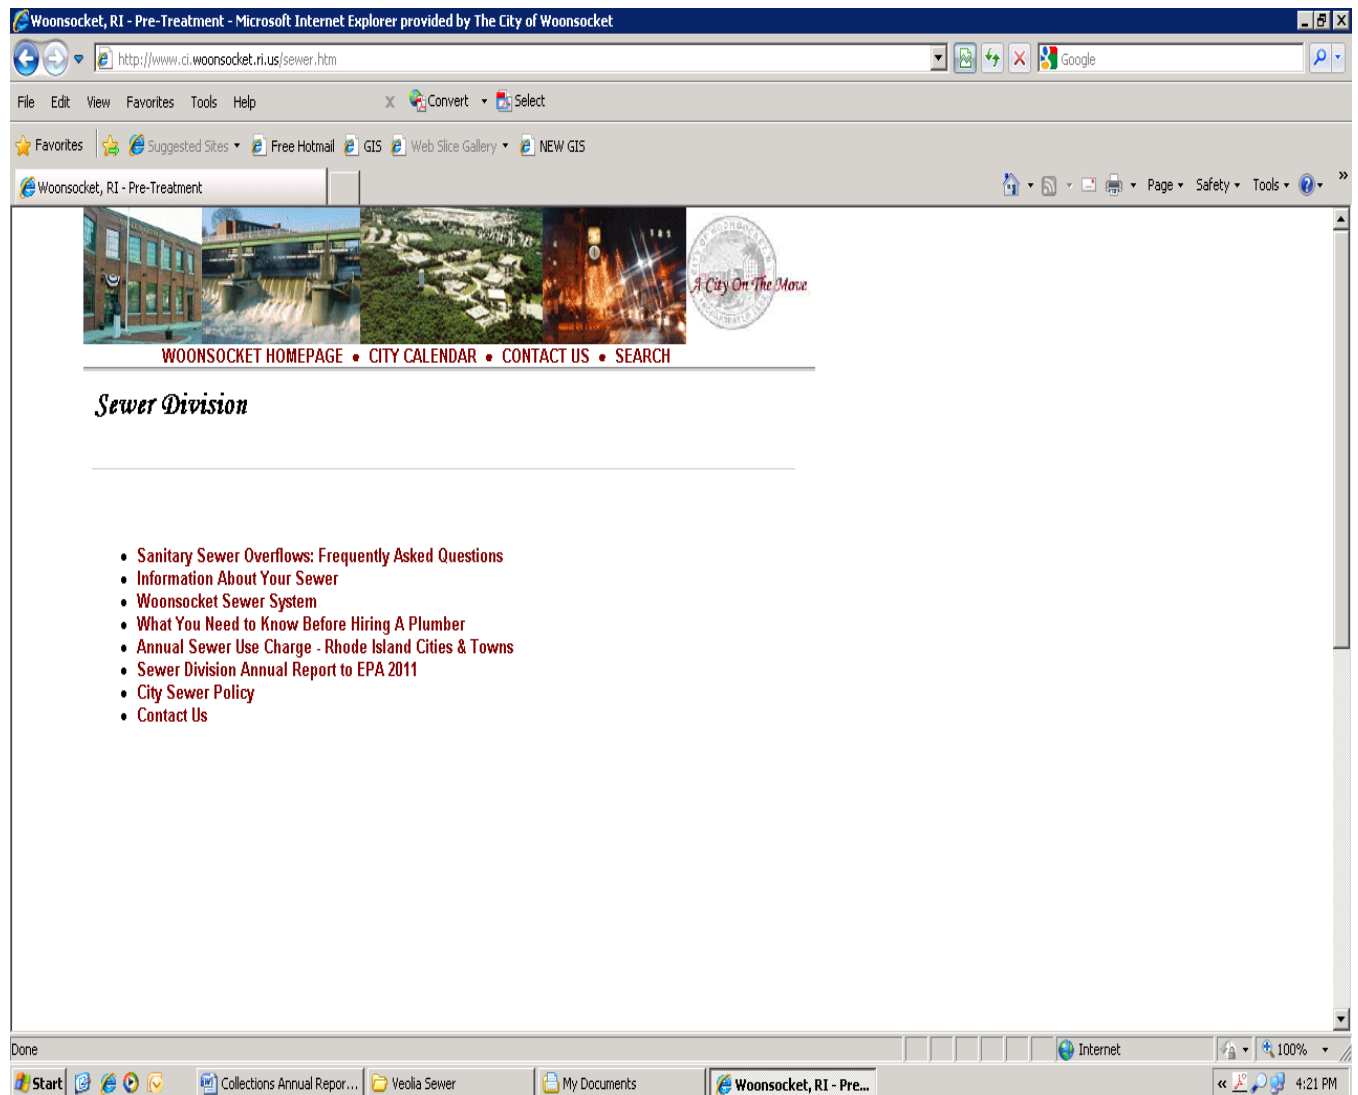 Woonsocket, RI - Pre-Treatment - Microsoft Internet Explorer provided by The City of Woonsocket
http://www.ci.woonsocket.ri.us/sewer.htm
Google
File Edit View Favorites Tools Help x Convert Select
Favorites Suggested Sites Free Hotmail GIS Web Slice Gallery NEW GIS
Woonsocket, RI - Pre-Treatment
Page Safety Tools »
A City On The Move
WOONSOCKET HOMEPAGE • CITY CALENDAR • CONTACT US • SEARCH
Sewer Division
• Sanitary Sewer Overflows: Frequently Asked Questions
• Information About Your Sewer
• Woonsocket Sewer System
• What You Need to Know Before Hiring A Plumber
• Annual Sewer Use Charge - Rhode Island Cities & Towns
• Sewer Division Annual Report to EPA 2011
• City Sewer Policy
• Contact Us
Done Internet 100%
Start Collections Annual Repor... Veolia Sewer My Documents Woonsocket, RI - Pre... « 4:21 PM